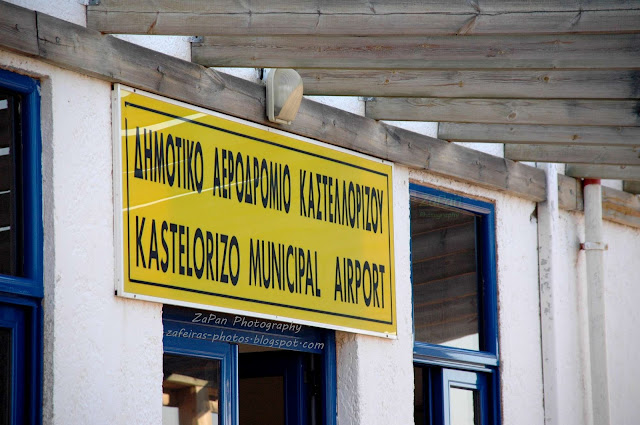 ΔΗΜΟΤΙΚΟ ΑΕΡΟΔΡΟΜΙΟ ΚΑΣΤΕΛΛΟΡΙΖΟΥ
KASTELORIZO MUNICIPAL AIRPORT
ZaPan Photography
zafeiras-photos.blogspot.com